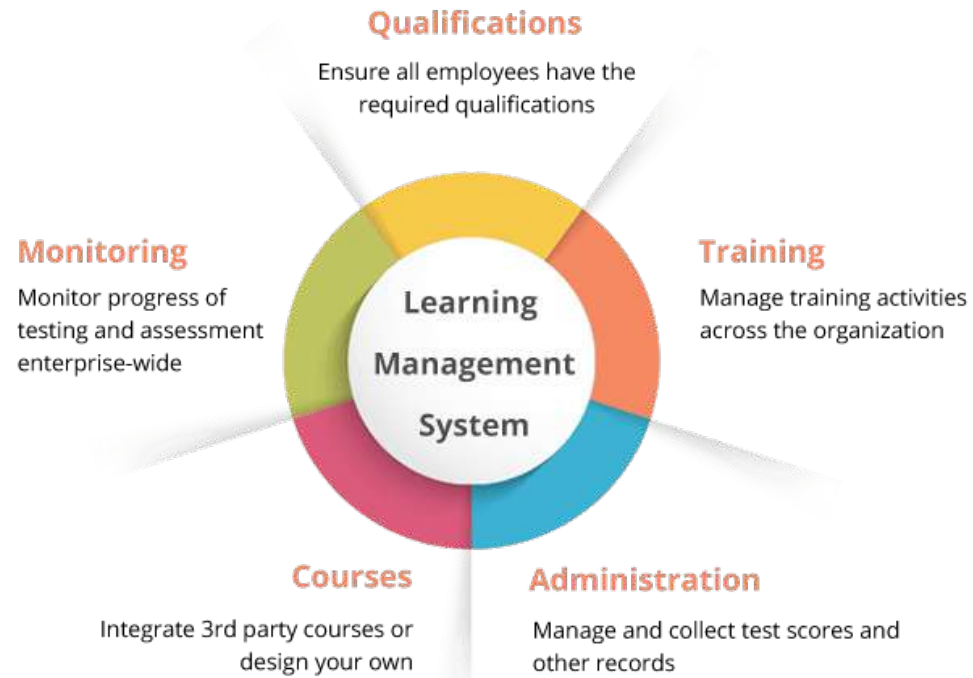 Qualifications
Ensure all employees have the
required qualifications
Monitoring
Monitor progress of
testing and assessment
enterprise-wide
Learning
Management
System
Training
Manage training activities
across the organization
Courses
Integrate 3rd party courses or
design your own
Administration
Manage and collect test scores and
other records